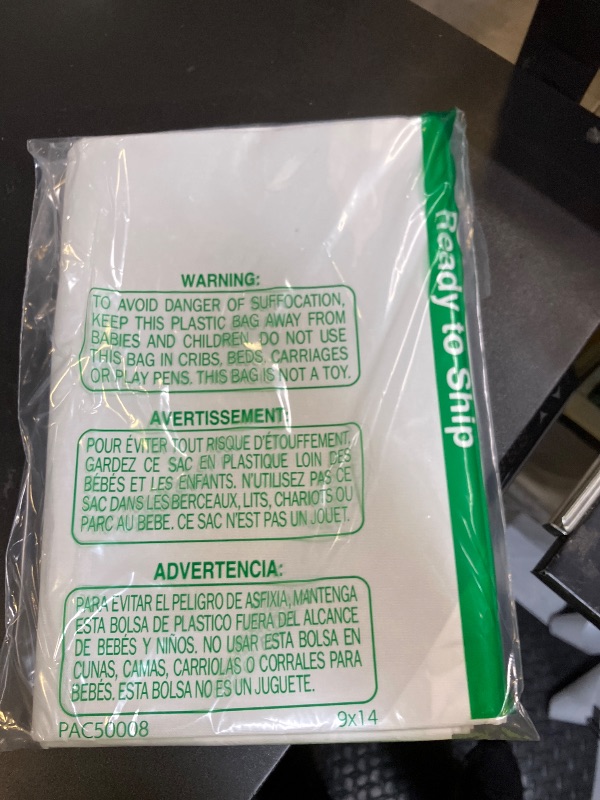 Ready to Ship
WARNING:
TO AVOID DANGER OF SUFFOCATION,
KEEP THIS PLASTIC BAG AWAY FROM
BABIES AND CHILDREN. DO NOT USE
THIS BAG IN CRIBS, BEDS, CARRIAGES
OR PLAY PENS. THIS BAG IS NOT A TOY.
AVERTISSEMENT:
POUR ÉVITER TOUT RISQUE D'ÉTOUFFEMENT,
GARDEZ CE SAC EN PLASTIQUE LOIN DES
BÉBÉS ET LES ENFANTS. N'UTILISEZ PAS CE
SAC DANS LES BERCEAUX, LITS, CHARIOTS OU
PARC AU BEBE. CE SAC N'EST PAS UN JOUET.
ADVERTENCIA:
PARA EVITAR EL PELIGRO DE ASFIXIA, MANTENGA
ESTA BOLSA DE PLASTICO FUERA DEL ALCANCE
DE BEBÉS Y NIÑOS. NO USAR ESTA BOLSA EN
CUNAS, CAMAS, CARRIOLAS O CORRALES PARA
BEBÉS. ESTA BOLSA NO ES UN JUGUETE.
PAC50008 9x14